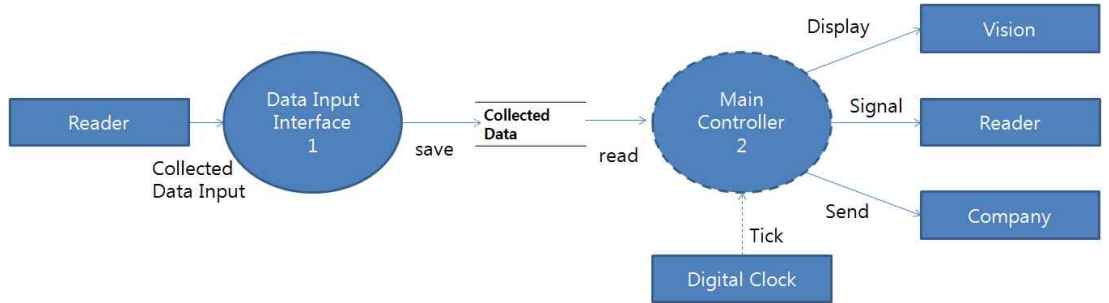 Reader
Collected
Data Input
Data Input
Interface
1
save
Collected
Data
read
Main
Controller
2
Tick
Digital Clock
Display
Vision
Signal
Reader
Send
Company